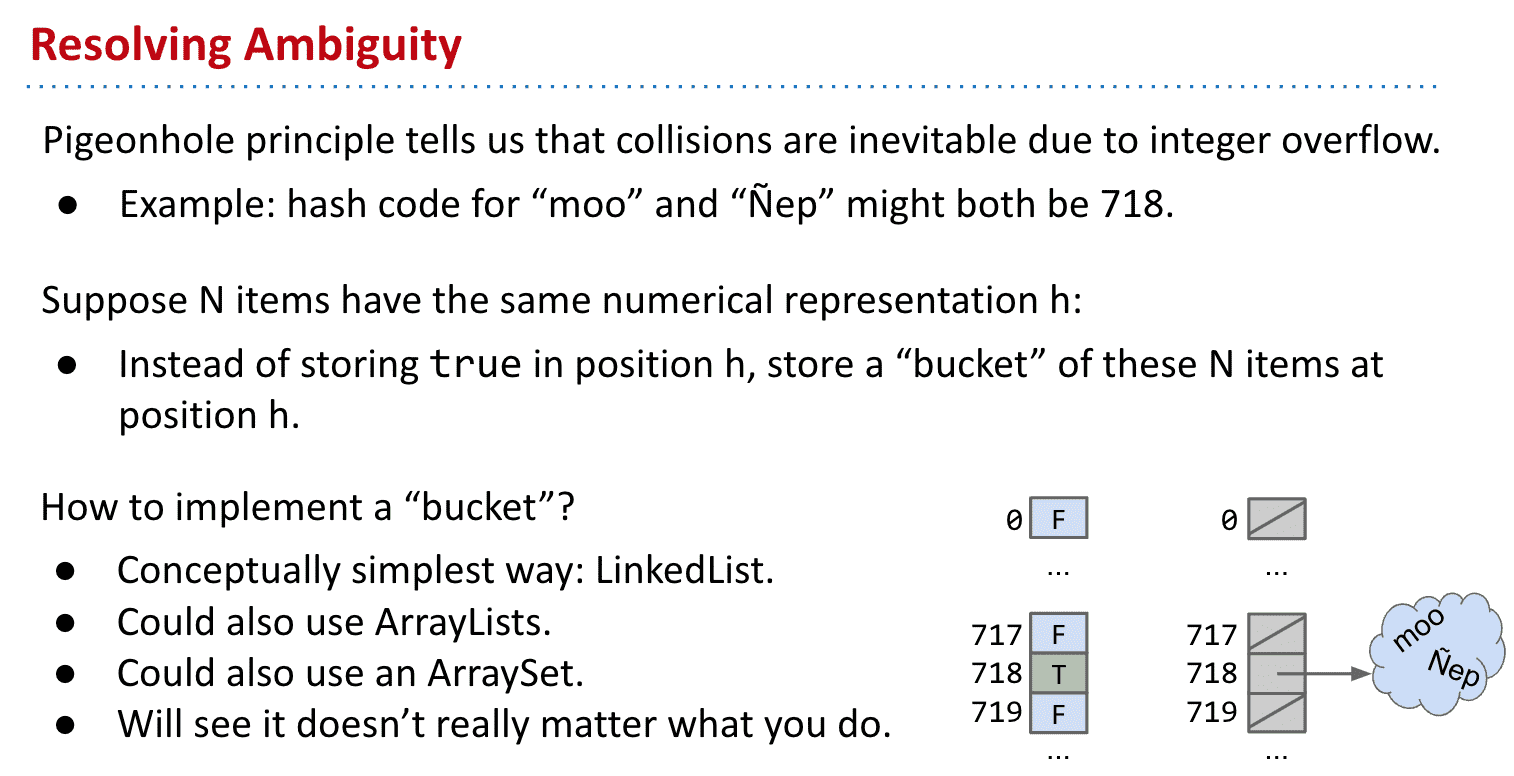 Resolving Ambiguity
Pigeonhole principle tells us that collisions are inevitable due to integer overflow.
● Example: hash code for “moo” and “Ñep” might both be 718.
Suppose N items have the same numerical representation h:
● Instead of storing true in position h, store a “bucket” of these N items at
position h.
How to implement a “bucket”?
● Conceptually simplest way: LinkedList.
● Could also use ArrayLists.
● Could also use an ArraySet.
● Will see it doesn’t really matter what you do.
0 F
...
717 F
718 T
719 F
...
0
...
717
718
719
...
moo
Ñep